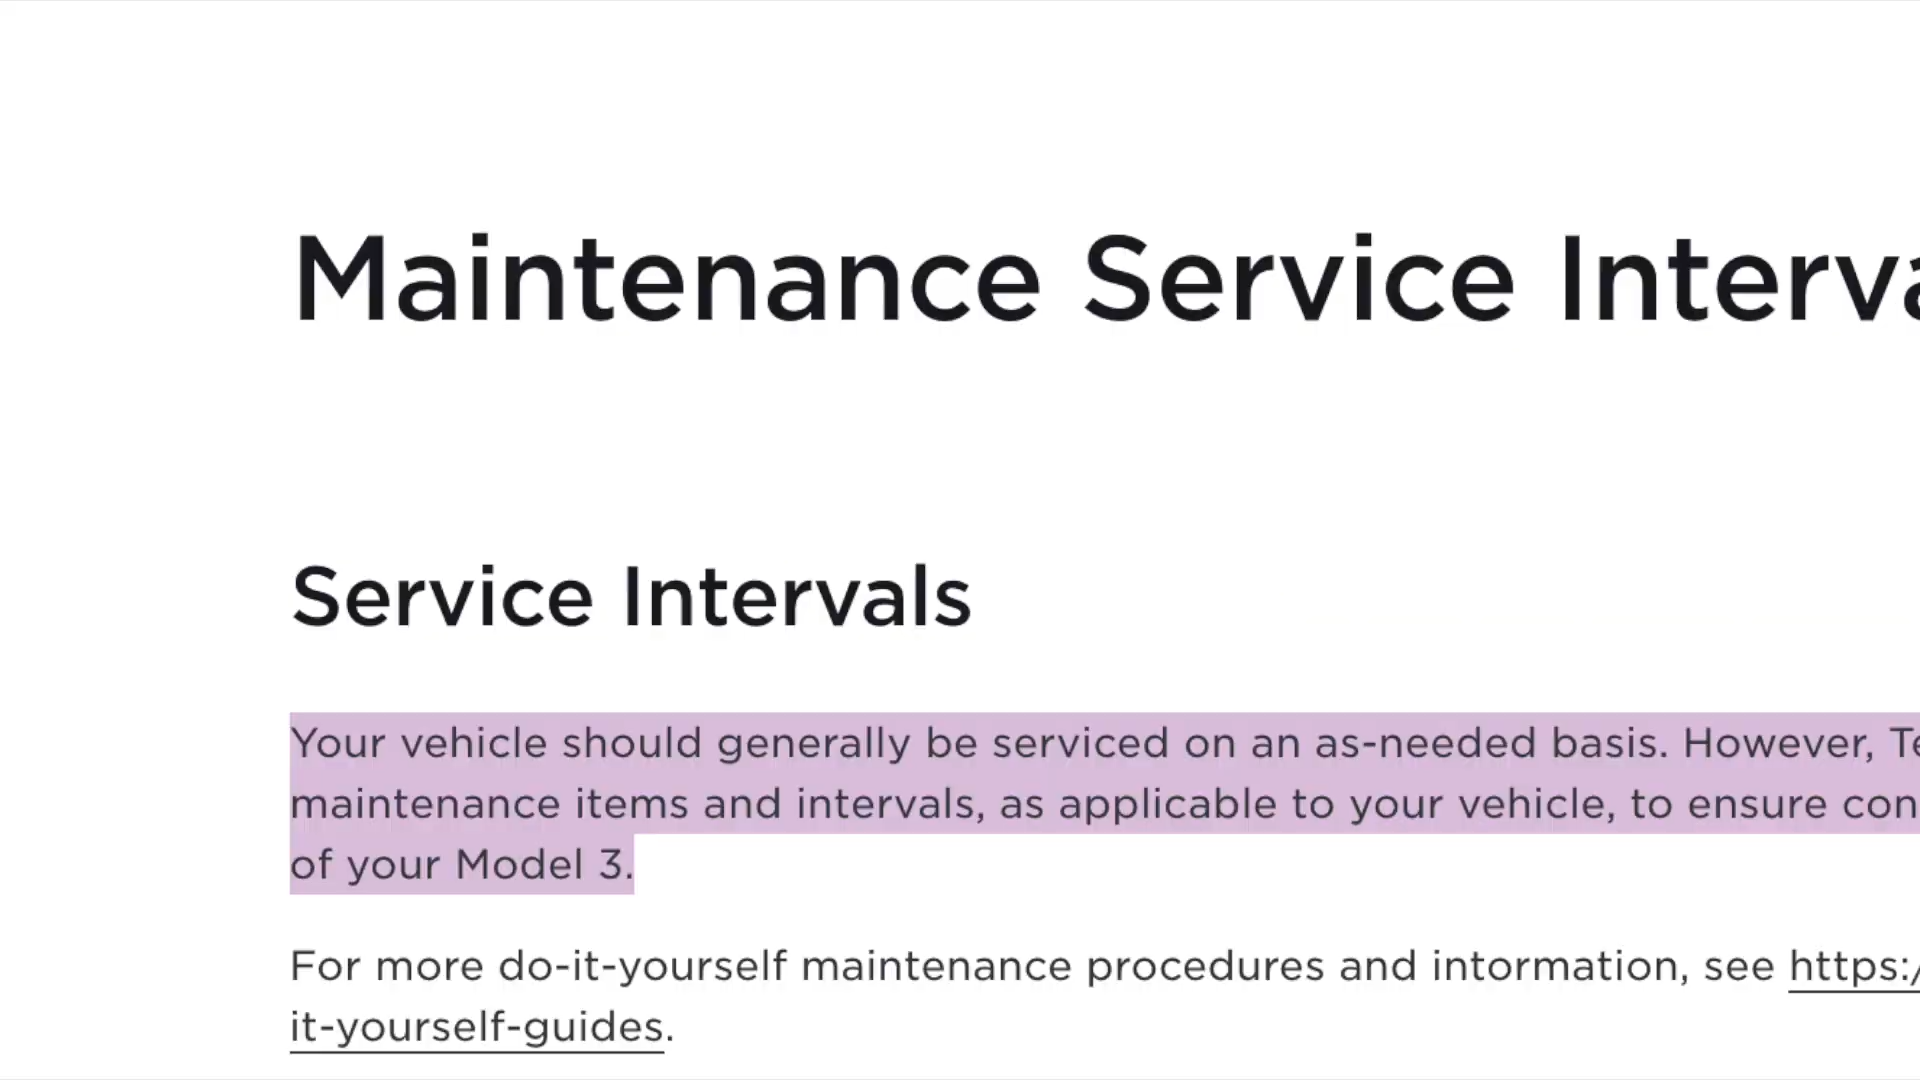 Maintenance Service Interva
Service Intervals
Your vehicle should generally be serviced on an as-needed basis. However, Te
maintenance items and intervals, as applicable to your vehicle, to ensure con
of your Model 3.
For more do-it-yourself maintenance procedures and intormation, see https:/
it-yourself-guides.